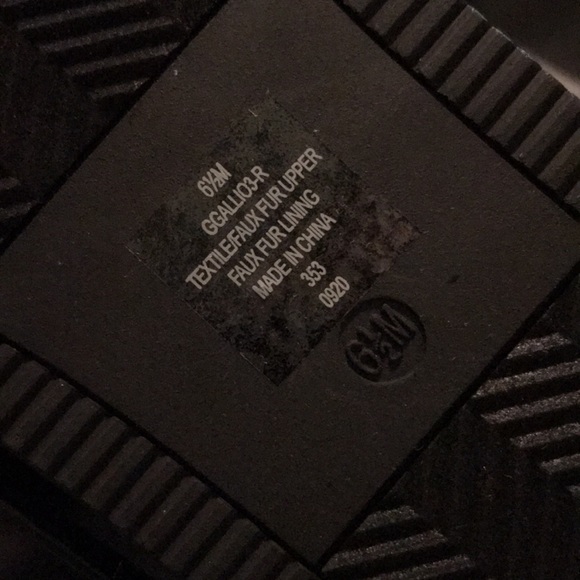 6½M
GGALLIO3-R
TEXTILE/FAUX FUR UPPER
FAUX FUR LINING
MADE IN CHINA
353
0920
6½M